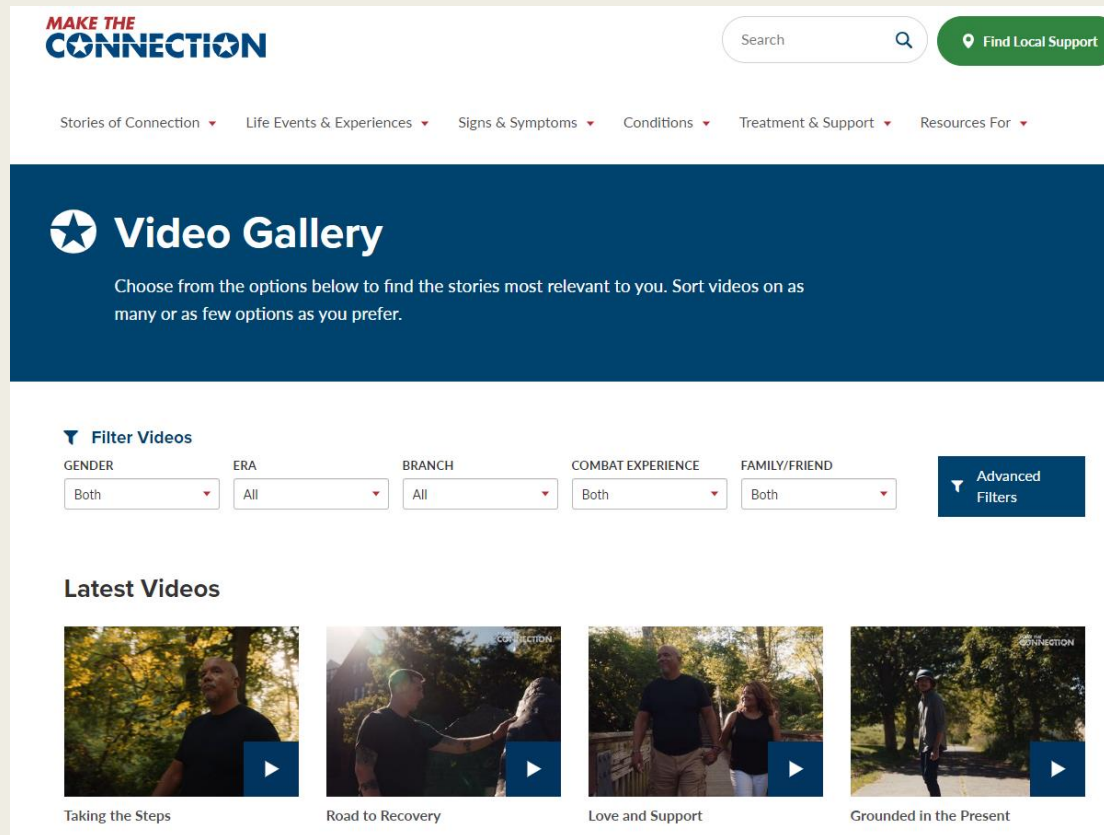 MAKE THE
CONNECTION
Search
Find Local Support
Stories of Connection
Life Events & Experiences
Signs & Symptoms
Conditions
Treatment & Support
Resources For
Video Gallery
Choose from the options below to find the stories most relevant to you. Sort videos on as
many or as few options as you prefer.
Filter Videos
GENDER
ERA
BRANCH
COMBAT EXPERIENCE
FAMILY/FRIEND
Both
All
All
Both
Both
Advanced
Filters
Latest Videos
CONNECTION
MAKE THE
CONNECTION
Taking the Steps
Road to Recovery
Love and Support
Grounded in the Present